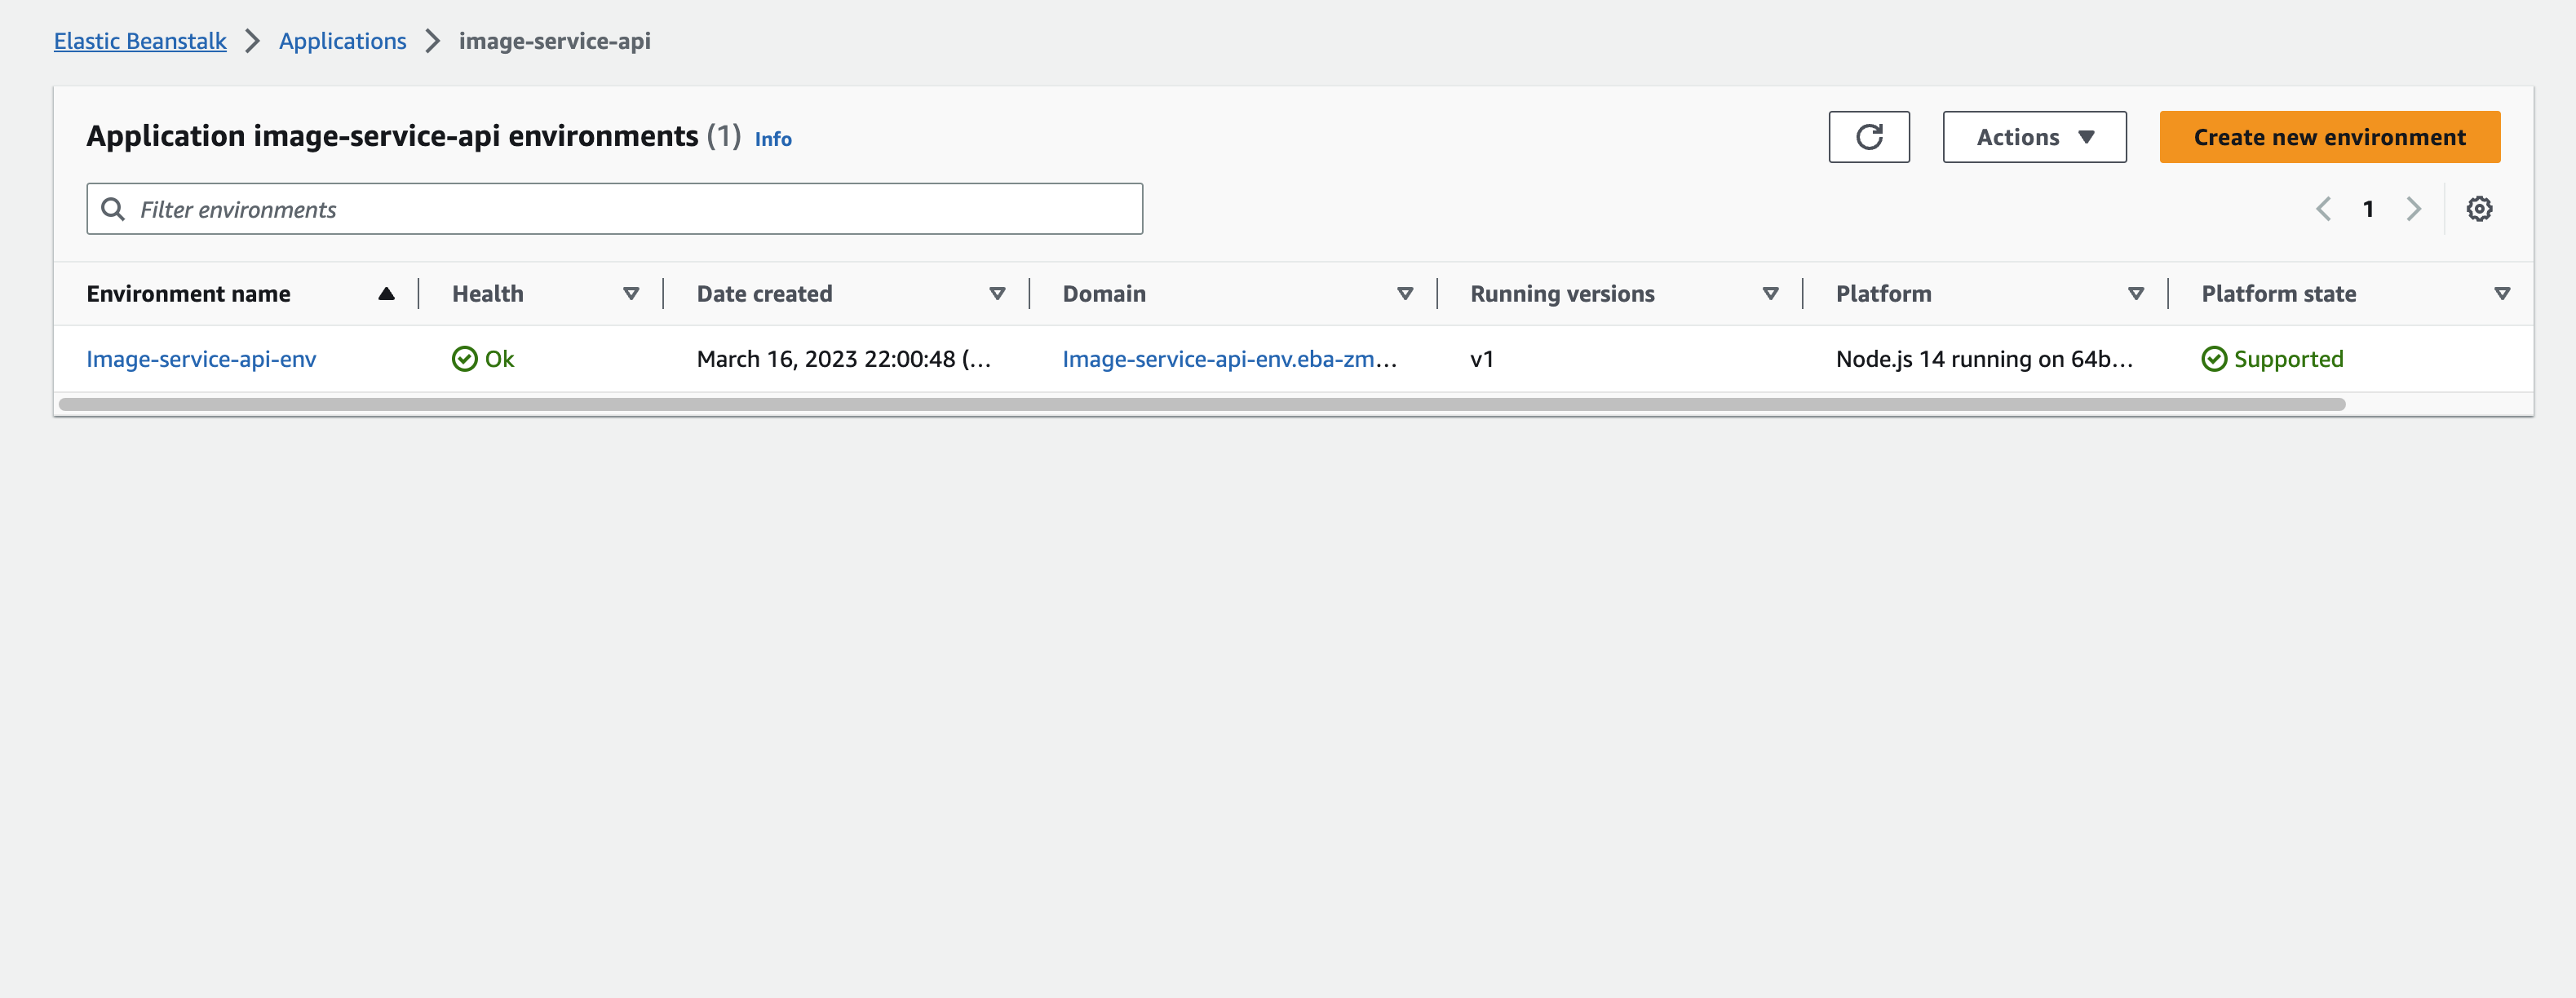 Elastic Beanstalk > Applications > image-service-api
Application image-service-api environments (1) Info
Actions
Create new environment
Filter environments
1
Environment name Health Date created Domain Running versions Platform Platform state
Image-service-api-env Ok March 16, 2023 22:00:48 (... Image-service-api-env.eba-zm... v1 Node.js 14 running on 64b... Supported